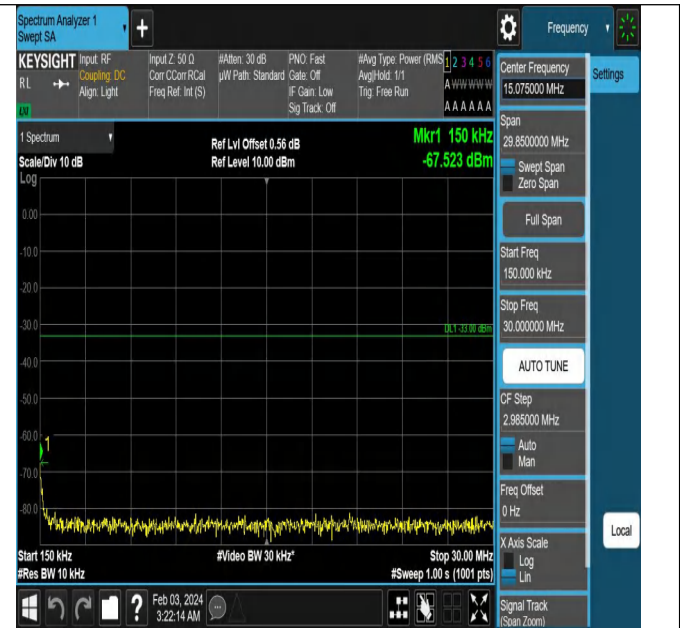 Spectrum Analyzer 1
Swept SA
+
Frequency
KEYSIGHT
RL
LXI
Input: RF
Coupling: DC
Align: Light
Input Z: 50 Ω
Corr CCorr RCal
Freq Ref: Int (S)
#Atten: 30 dB
µW Path: Standard
PNO: Fast
Gate: Off
IF Gain: Low
Sig Track: Off
#Avg Type: Power (RMS
Avg|Hold: 1/1
Trig: Free Run
1 2 3 4 5 6
A W W W W W
A A A A A A
1 Spectrum
Scale/Div 10 dB
Log
Ref Lvl Offset 0.56 dB
Ref Level 10.00 dBm
Mkr1 150 kHz
-67.523 dBm
0.00
-10.0
-20.0
-30.0
DL1 -33.00 dBm
-40.0
-50.0
-60.0
1
-70.0
-80.0
Start 150 kHz
#Res BW 10 kHz
#Video BW 30 kHz*
Stop 30.00 MHz
#Sweep 1.00 s (1001 pts)
?
Feb 03, 2024
3:22:14 AM
Center Frequency
15.075000 MHz
Settings
Span
29.8500000 MHz
Swept Span
Zero Span
Full Span
Start Freq
150.000 kHz
Stop Freq
30.000000 MHz
AUTO TUNE
CF Step
2.985000 MHz
Auto
Man
Freq Offset
0 Hz
X Axis Scale
Log
Lin
Local
Signal Track
(Span Zoom)